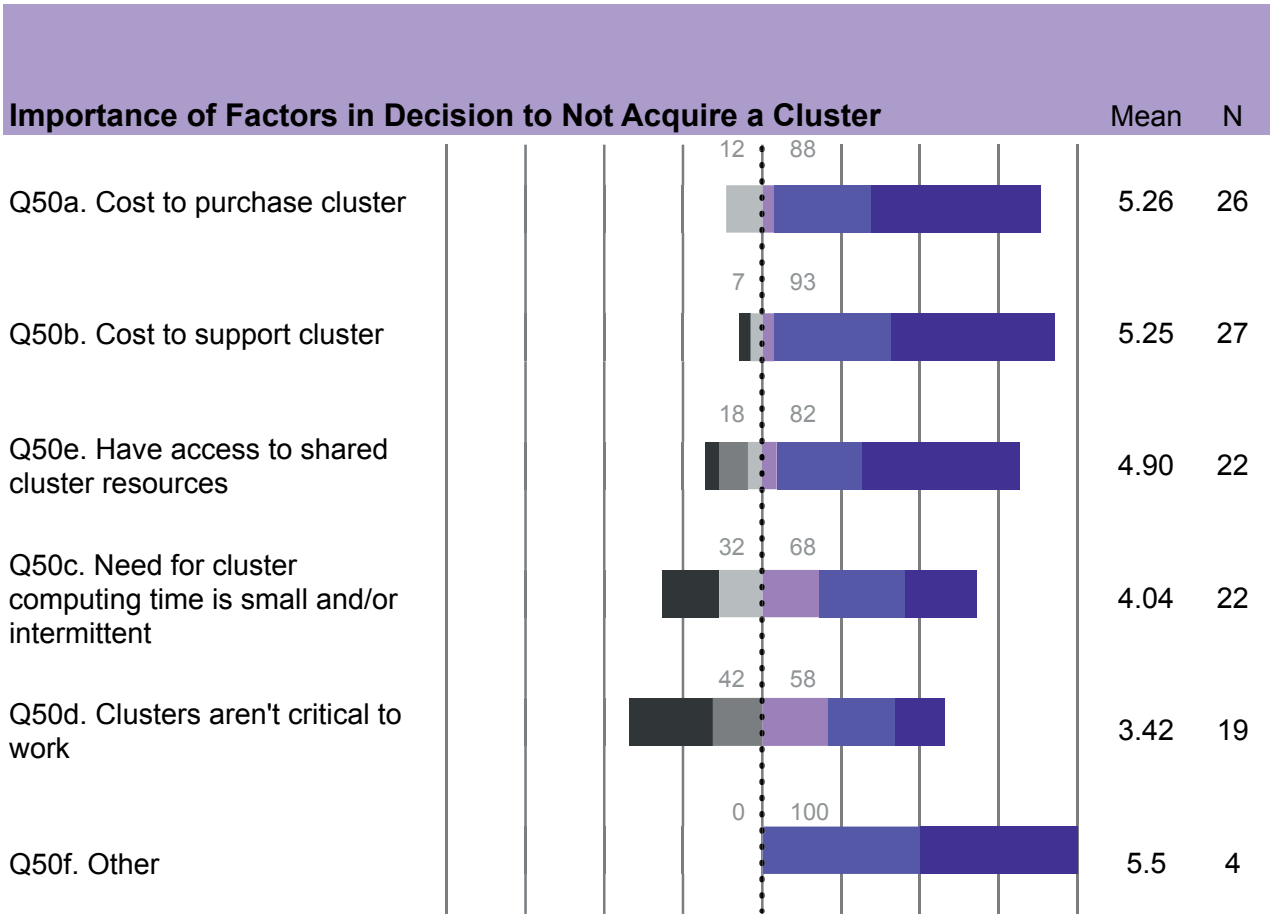 Importance of Factors in Decision to Not Acquire a Cluster Mean N
12 88
Q50a. Cost to purchase cluster 5.26 26
7 93
Q50b. Cost to support cluster 5.25 27
18 82
Q50e. Have access to shared
cluster resources
4.90 22
32 68
Q50c. Need for cluster
computing time is small and/or
intermittent
4.04 22
42 58
Q50d. Clusters aren't critical to
work
3.42 19
0 100
Q50f. Other 5.5 4